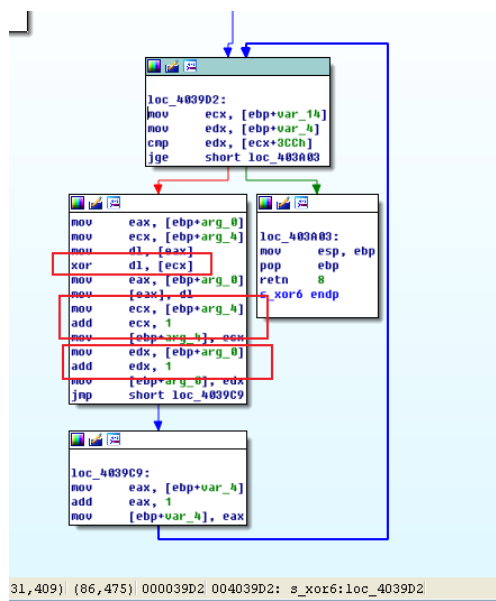 loc_4039D2:
mov ecx, [ebp+var_14]
mov edx, [ebp+var_4]
cmp edx, [ecx+3CCh]
jge short loc_403A03
mov eax, [ebp+arg_0]
mov ecx, [ebp+arg_4]
mov dl, [eax]
xor dl, [ecx]
mov eax, [ebp+arg_0]
mov [eax], dl
mov ecx, [ebp+arg_4]
add ecx, 1
mov [ebp+arg_4], ecx
mov edx, [ebp+arg_0]
add edx, 1
mov [ebp+arg_0], edx
jmp short loc_4039C9
loc_403A03:
mov esp, ebp
pop ebp
retn 8
s_xor6 endp
loc_4039C9:
mov eax, [ebp+var_4]
add eax, 1
mov [ebp+var_4], eax
31,409) (86,475) 000039D2 004039D2: s_xor6:loc_4039D2